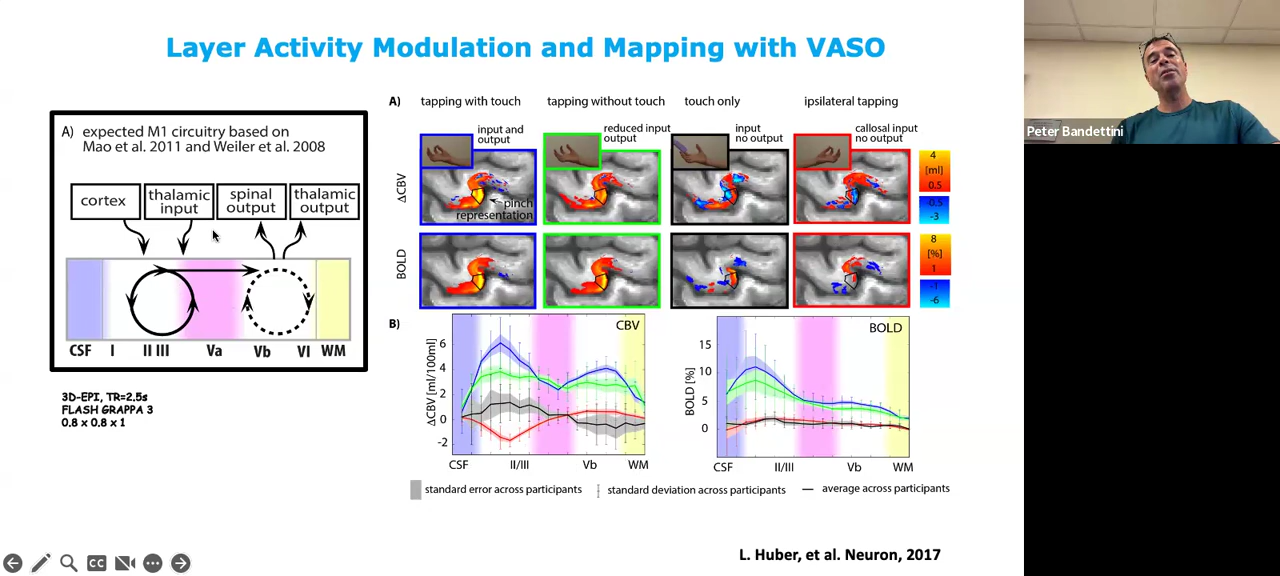 Layer Activity Modulation and Mapping with VASO
A) expected M1 circuitry based on
Mao et al. 2011 and Weiler et al. 2008
cortex
thalamic
input
spinal
output
thalamic
output
CSF I II III Va Vb VI WM
3D-EPI, TR=2.5s
FLASH GRAPPA 3
0.8 x 0.8 x 1
A)
tapping with touch
tapping without touch
touch only
ipsilateral tapping
input and
output
reduced input
output
input
no output
callosal input
no output
ΔCBV
pinch
representation
4
[ml]
0.5
-0.5
-3
BOLD
8
[%]
1
-1
-6
B)
CBV
ΔCBV [ml/100ml]
6
4
2
0
-2
CSF II/III Vb WM
BOLD
BOLD [%]
15
10
5
0
CSF II/III Vb WM
standard error across participants
standard deviation across participants
average across participants
L. Huber, et al. Neuron, 2017
CC
Peter Bandettini